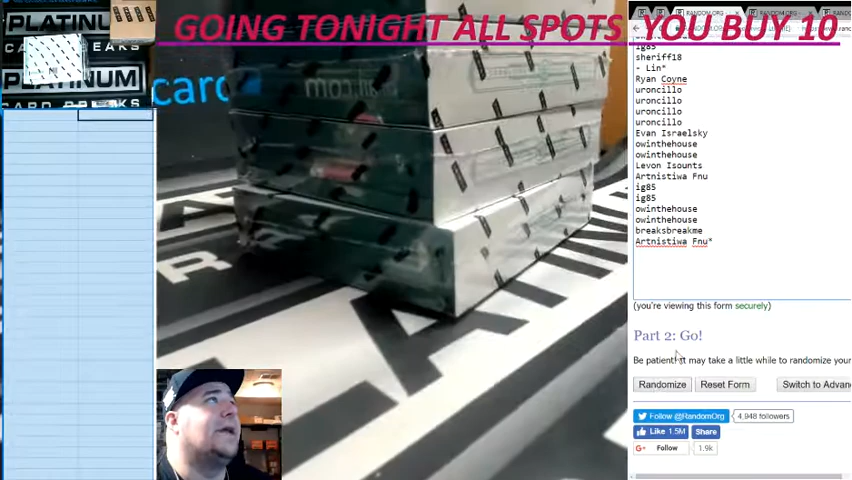 GOING TONIGHT ALL SPOTS YOU BUY 10
PLATINUM
CARD BREAKS
PLATINUM
CARD BREAKS
card
ig85
sheriff18
- Lin*
Ryan Coyne
uroncillo
uroncillo
uroncillo
uroncillo
Evan Israelsky
owinthehouse
owinthehouse
Levon Isounts
Artnistiwa Fnu
ig85
ig85
owinthehouse
owinthehouse
breaksbreakme
Artnistiwa Fnu*
(you're viewing this form securely)
Part 2: Go!
Be patient! It may take a little while to randomize your
Randomize
Reset Form
Switch to Advan
Follow @RandomOrg
4,948 followers
Like 1.5M
Share
G+ Follow
1.9k